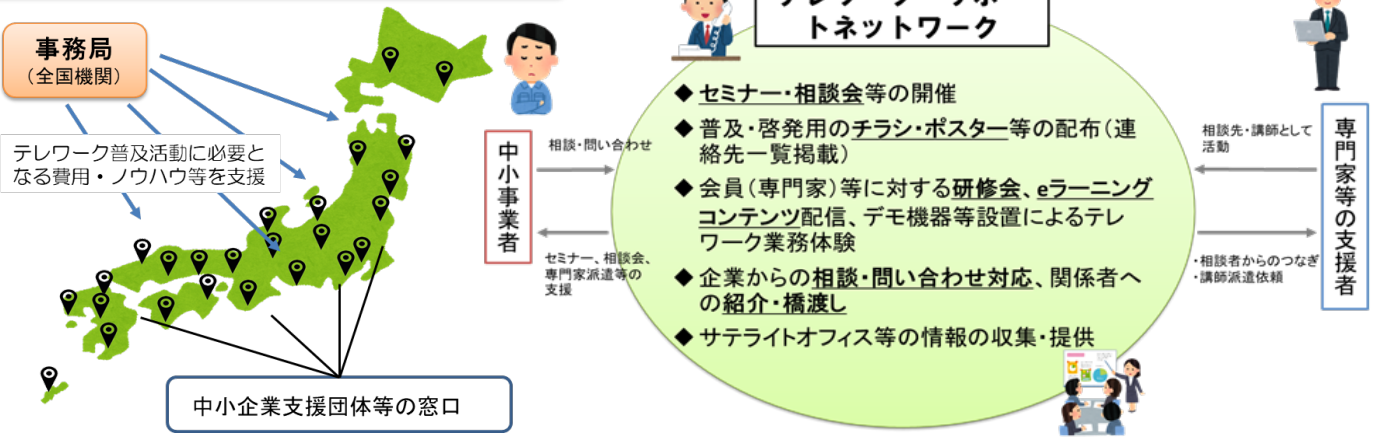 事務局
（全国機関）
テレワーク普及活動に必要と
なる費用・ノウハウ等を支援
中小企業支援団体等の窓口
中小事業者
相談・問い合わせ
セミナー、相談会、
専門家派遣等の
支援
トネットワーク
◆ セミナー・相談会等の開催
◆ 普及・啓発用のチラシ・ポスター等の配布（連
絡先一覧掲載）
◆ 会員（専門家）等に対する研修会、eラーニング
コンテンツ配信、デモ機器等設置によるテレ
ワーク業務体験
◆ 企業からの相談・問い合わせ対応、関係者へ
の紹介・橋渡し
◆ サテライトオフィス等の情報の収集・提供
相談先・講師として
活動
・相談者からのつなぎ
・講師派遣依頼
専門家等の支援者